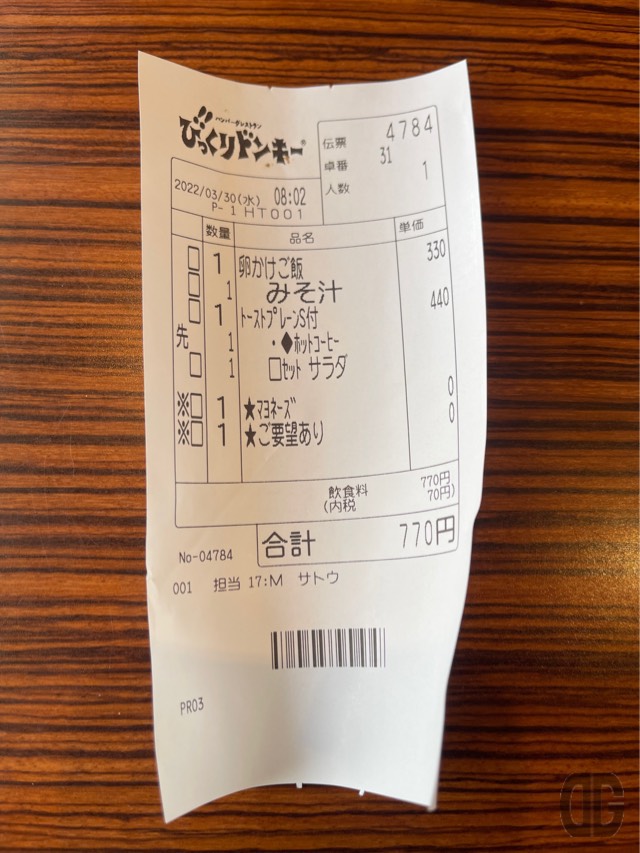 ハンバーグレストラン
びっくりドンキー
伝票 4784
卓番 31
人数 1
2022/03/30(水) 08:02
P- 1 HT001
数量 品名 単価
□ 1 卵かけご飯 330
□ 1 みそ汁
□ 1 トーストプレーンS付 440
先 1 ・◆ホットコーヒー
□ 1 □セット サラダ
※□ 1 ★マヨネーズ 0
※□ 1 ★ご要望あり 0
飲食料 770円
(内税 70円)
合計 770円
No-04784
001 担当 17:M サトウ
PR03
DG